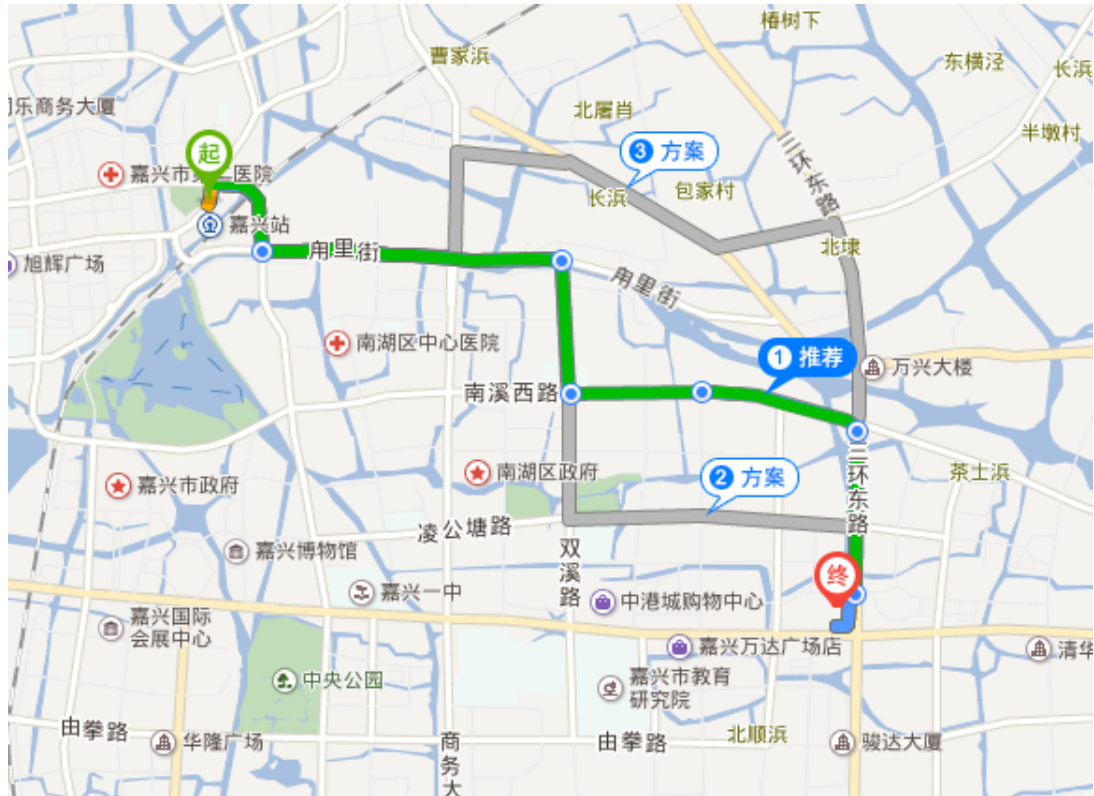 椿树下
曹家浜
东横泾
长浜
乐商务大厦
北屠肖
半墩村
三环东路
3 方案
起
嘉兴市第二医院
长浜
包家村
嘉兴站
甪里街
北埭
旭辉广场
甪里街
南湖区中心医院
1 推荐
万兴大楼
南溪西路
三环东路
南湖区政府
2 方案
茶土浜
嘉兴市政府
凌公塘路
双溪路
嘉兴博物馆
终
嘉兴一中
中港城购物中心
嘉兴国际
会展中心
嘉兴万达广场店
清华
中央公园
嘉兴市教育
研究院
由拳路
华隆广场
商务大
由拳路
北顺浜
骏达大厦